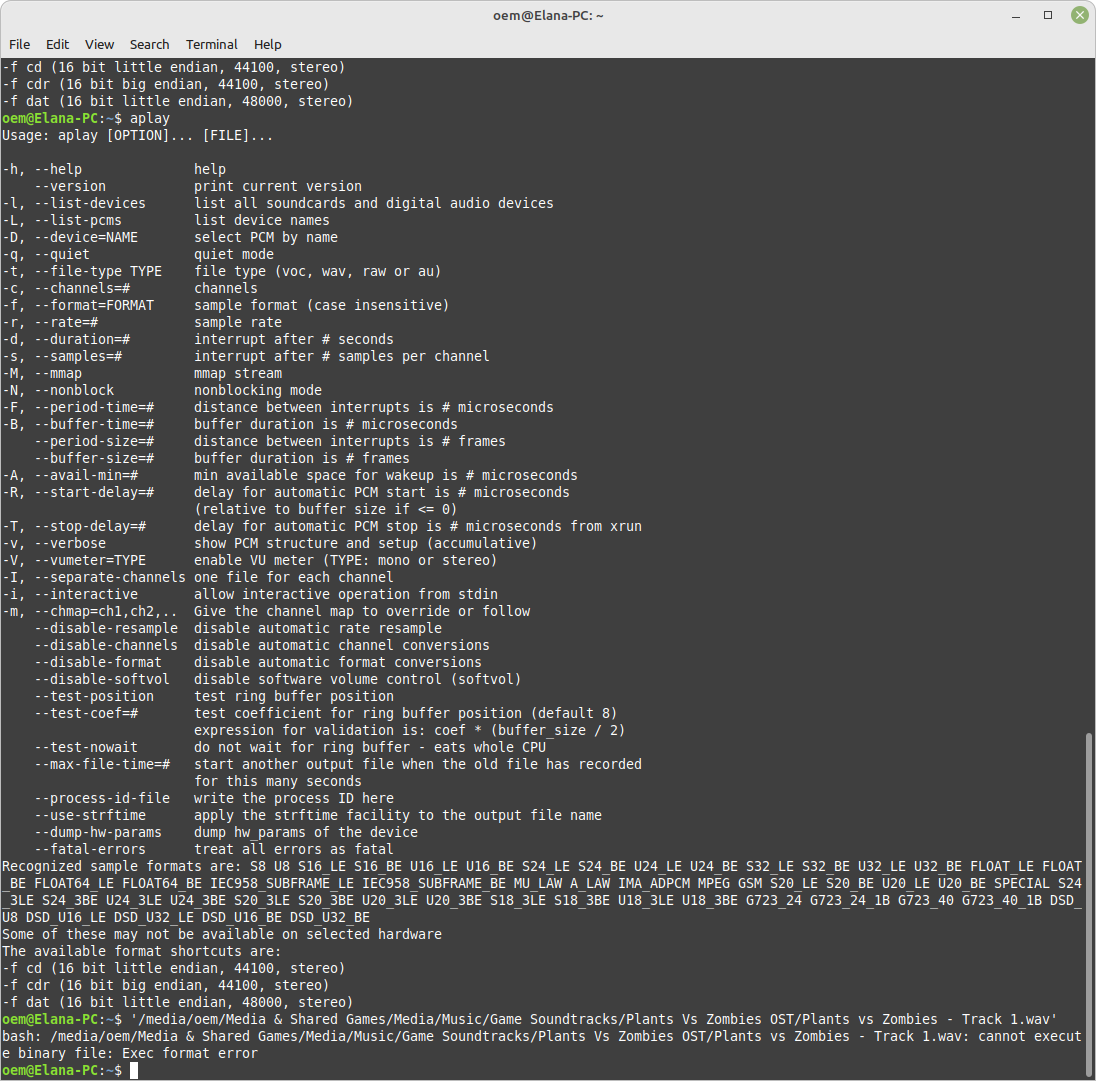 oem@Elana-PC: ~
File Edit View Search Terminal Help
-f cd (16 bit little endian, 44100, stereo)
-f cdr (16 bit big endian, 44100, stereo)
-f dat (16 bit little endian, 48000, stereo)
oem@Elana-PC:~$ aplay
Usage: aplay [OPTION]... [FILE]...

-h, --help              help
    --version           print current version
-l, --list-devices      list all soundcards and digital audio devices
-L, --list-pcms         list device names
-D, --device=NAME       select PCM by name
-q, --quiet             quiet mode
-t, --file-type TYPE    file type (voc, wav, raw or au)
-c, --channels=#        channels
-f, --format=FORMAT     sample format (case insensitive)
-r, --rate=#            sample rate
-d, --duration=#        interrupt after # seconds
-s, --samples=#         interrupt after # samples per channel
-M, --mmap              mmap stream
-N, --nonblock          nonblocking mode
-F, --period-time=#     distance between interrupts is # microseconds
-B, --buffer-time=#     buffer duration is # microseconds
    --period-size=#     distance between interrupts is # frames
    --buffer-size=#     buffer duration is # frames
-A, --avail-min=#       min available space for wakeup is # microseconds
-R, --start-delay=#     delay for automatic PCM start is # microseconds
                        (relative to buffer size if <= 0)
-T, --stop-delay=#      delay for automatic PCM stop is # microseconds from xrun
-v, --verbose           show PCM structure and setup (accumulative)
-V, --vumeter=TYPE      enable VU meter (TYPE: mono or stereo)
-I, --separate-channels one file for each channel
-i, --interactive       allow interactive operation from stdin
-m, --chmap=ch1,ch2,..  Give the channel map to override or follow
    --disable-resample  disable automatic rate resample
    --disable-channels  disable automatic channel conversions
    --disable-format    disable automatic format conversions
    --disable-softvol   disable software volume control (softvol)
    --test-position     test ring buffer position
    --test-coef=#       test coefficient for ring buffer position (default 8)
                        expression for validation is: coef * (buffer_size / 2)
    --test-nowait       do not wait for ring buffer - eats whole CPU
    --max-file-time=#   start another output file when the old file has recorded
                        for this many seconds
    --process-id-file   write the process ID here
    --use-strftime      apply the strftime facility to the output file name
    --dump-hw-params    dump hw_params of the device
    --fatal-errors      treat all errors as fatal
Recognized sample formats are: S8 U8 S16_LE S16_BE U16_LE U16_BE S24_LE S24_BE U24_LE U24_BE S32_LE S32_BE U32_LE U32_BE FLOAT_LE FLOAT
_BE FLOAT64_LE FLOAT64_BE IEC958_SUBFRAME_LE IEC958_SUBFRAME_BE MU_LAW A_LAW IMA_ADPCM MPEG GSM S20_LE S20_BE U20_LE U20_BE SPECIAL S24
_3LE S24_3BE U24_3LE U24_3BE S20_3LE S20_3BE U20_3LE U20_3BE S18_3LE S18_3BE U18_3LE U18_3BE G723_24 G723_24_1B G723_40 G723_40_1B DSD_
U8 DSD_U16_LE DSD_U32_LE DSD_U16_BE DSD_U32_BE
Some of these may not be available on selected hardware
The available format shortcuts are:
-f cd (16 bit little endian, 44100, stereo)
-f cdr (16 bit big endian, 44100, stereo)
-f dat (16 bit little endian, 48000, stereo)
oem@Elana-PC:~$ '/media/oem/Media & Shared Games/Media/Music/Game Soundtracks/Plants Vs Zombies OST/Plants vs Zombies - Track 1.wav'
bash: /media/oem/Media & Shared Games/Media/Music/Game Soundtracks/Plants Vs Zombies OST/Plants vs Zombies - Track 1.wav: cannot execut
e binary file: Exec format error
oem@Elana-PC:~$